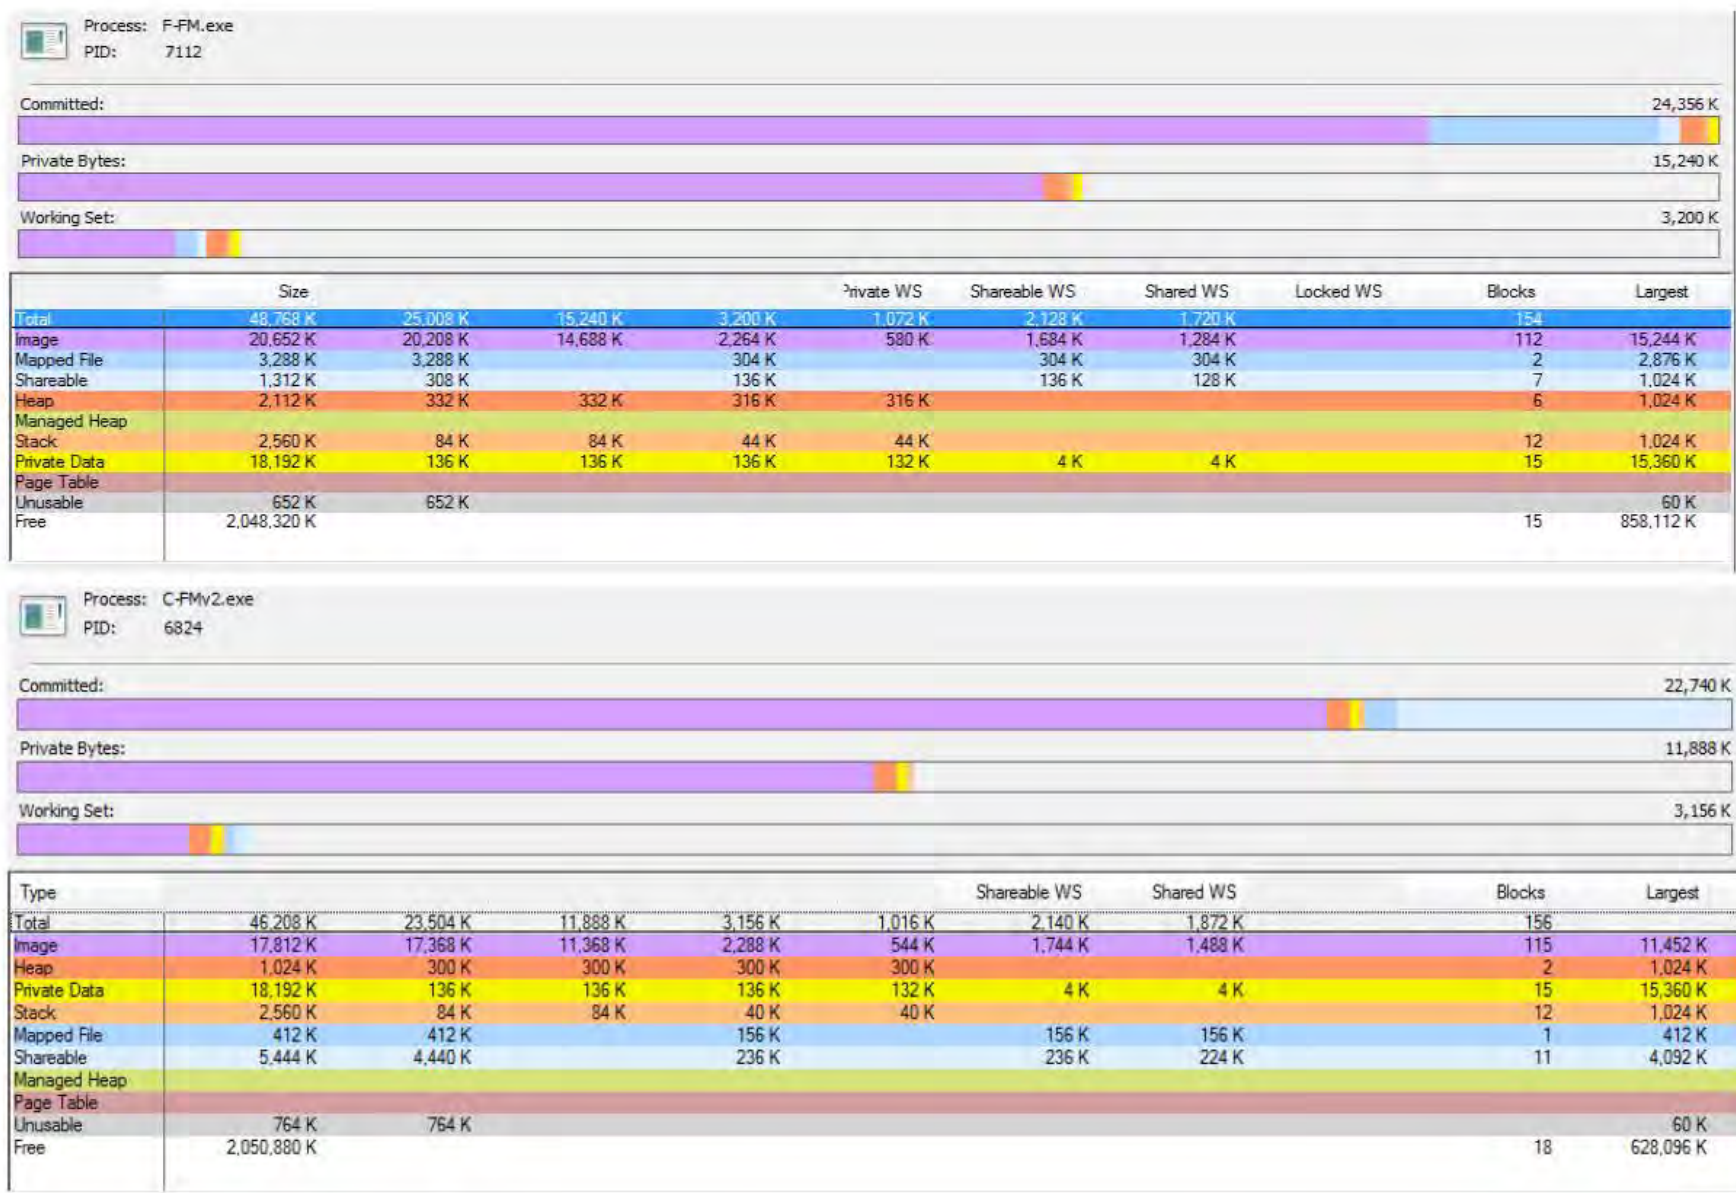 Process: F-FM.exe
PID: 7112
Committed: 24,356 K
Private Bytes: 15,240 K
Working Set: 3,200 K
Size Private WS Shareable WS Shared WS Locked WS Blocks Largest
Total 48,768 K 25,008 K 15,240 K 3,200 K 1,072 K 2,128 K 1,720 K 154
Image 20,652 K 20,208 K 14,688 K 2,264 K 580 K 1,684 K 1,284 K 112 15,244 K
Mapped File 3,288 K 3,288 K 304 K 304 K 304 K 2 2,876 K
Shareable 1,312 K 308 K 136 K 136 K 128 K 7 1,024 K
Heap 2,112 K 332 K 332 K 316 K 316 K 6 1,024 K
Managed Heap
Stack 2,560 K 84 K 84 K 44 K 44 K 12 1,024 K
Private Data 18,192 K 136 K 136 K 136 K 132 K 4 K 4 K 15 15,360 K
Page Table
Unusable 652 K 652 K 60 K
Free 2,048,320 K 15 858,112 K
Process: C-FMv2.exe
PID: 6824
Committed: 22,740 K
Private Bytes: 11,888 K
Working Set: 3,156 K
Type Shareable WS Shared WS Blocks Largest
Total 46,208 K 23,504 K 11,888 K 3,156 K 1,016 K 2,140 K 1,872 K 156
Image 17,812 K 17,368 K 11,368 K 2,288 K 544 K 1,744 K 1,488 K 115 11,452 K
Heap 1,024 K 300 K 300 K 300 K 300 K 2 1,024 K
Private Data 18,192 K 136 K 136 K 136 K 132 K 4 K 4 K 15 15,360 K
Stack 2,560 K 84 K 84 K 40 K 40 K 12 1,024 K
Mapped File 412 K 412 K 156 K 156 K 156 K 1 412 K
Shareable 5,444 K 4,440 K 236 K 236 K 224 K 11 4,092 K
Managed Heap
Page Table
Unusable 764 K 764 K 60 K
Free 2,050,880 K 18 628,096 K